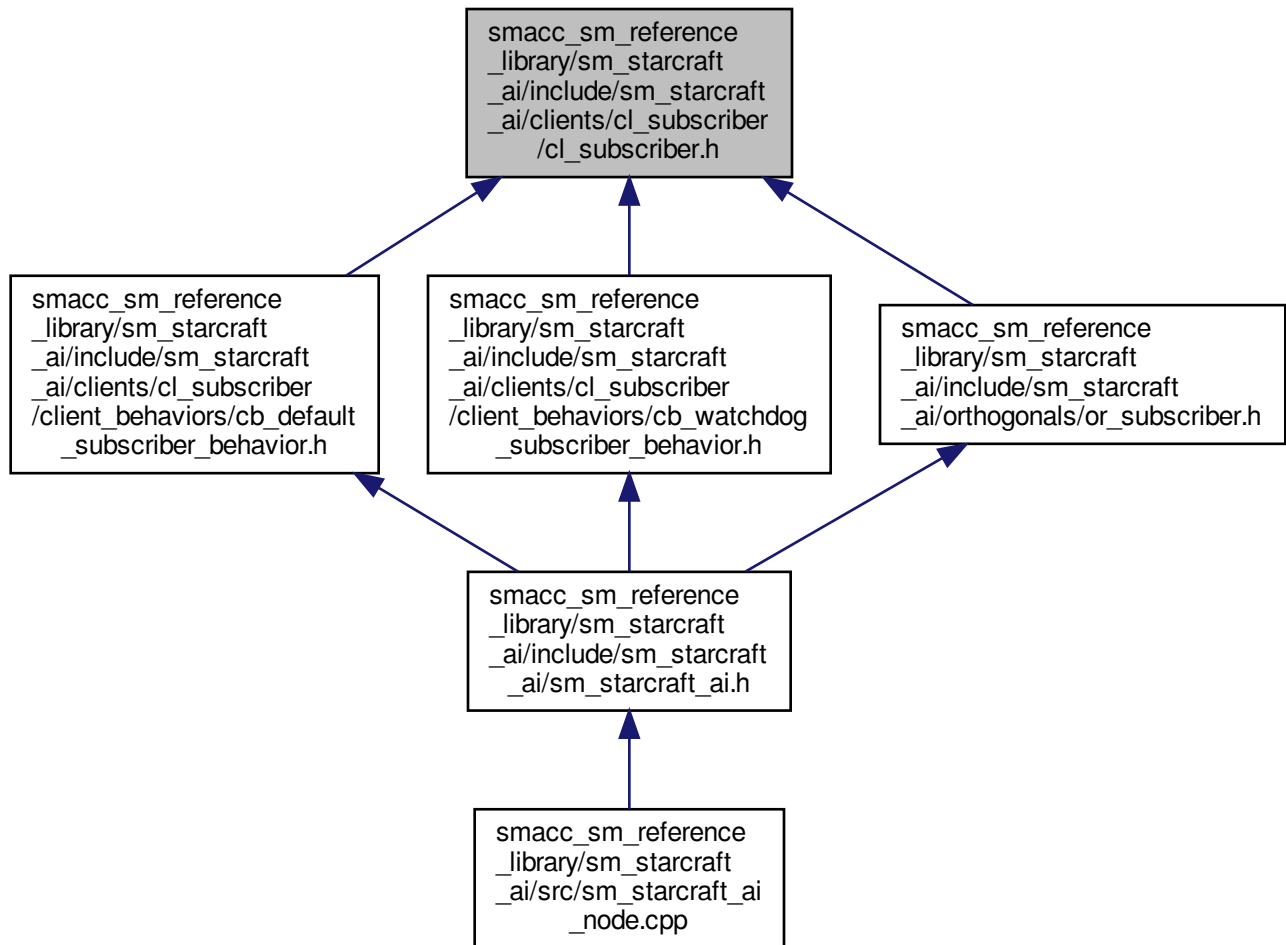 smacc_sm_reference
_library/sm_starcraft
_ai/include/sm_starcraft
_ai/clients/cl_subscriber
/cl_subscriber.h
smacc_sm_reference
_library/sm_starcraft
_ai/include/sm_starcraft
_ai/clients/cl_subscriber
/client_behaviors/cb_default
_subscriber_behavior.h
smacc_sm_reference
_library/sm_starcraft
_ai/include/sm_starcraft
_ai/clients/cl_subscriber
/client_behaviors/cb_watchdog
_subscriber_behavior.h
smacc_sm_reference
_library/sm_starcraft
_ai/include/sm_starcraft
_ai/orthogonals/or_subscriber.h
smacc_sm_reference
_library/sm_starcraft
_ai/include/sm_starcraft
_ai/sm_starcraft_ai.h
smacc_sm_reference
_library/sm_starcraft
_ai/src/sm_starcraft_ai
_node.cpp